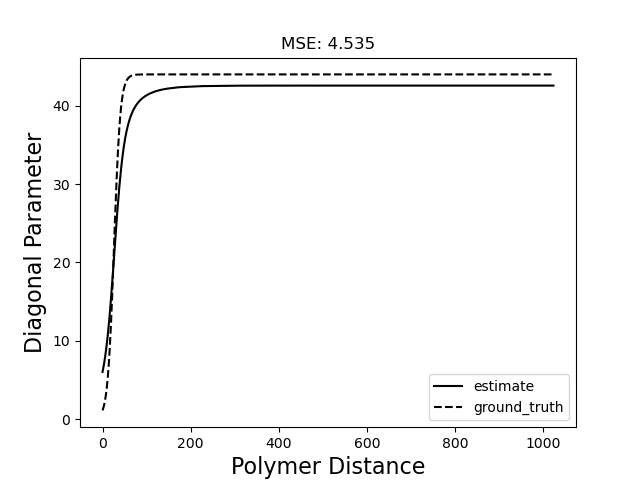 MSE: 4.535
Diagonal Parameter
40
30
20
10
0
0 200 400 600 800 1000
Polymer Distance
estimate
ground_truth